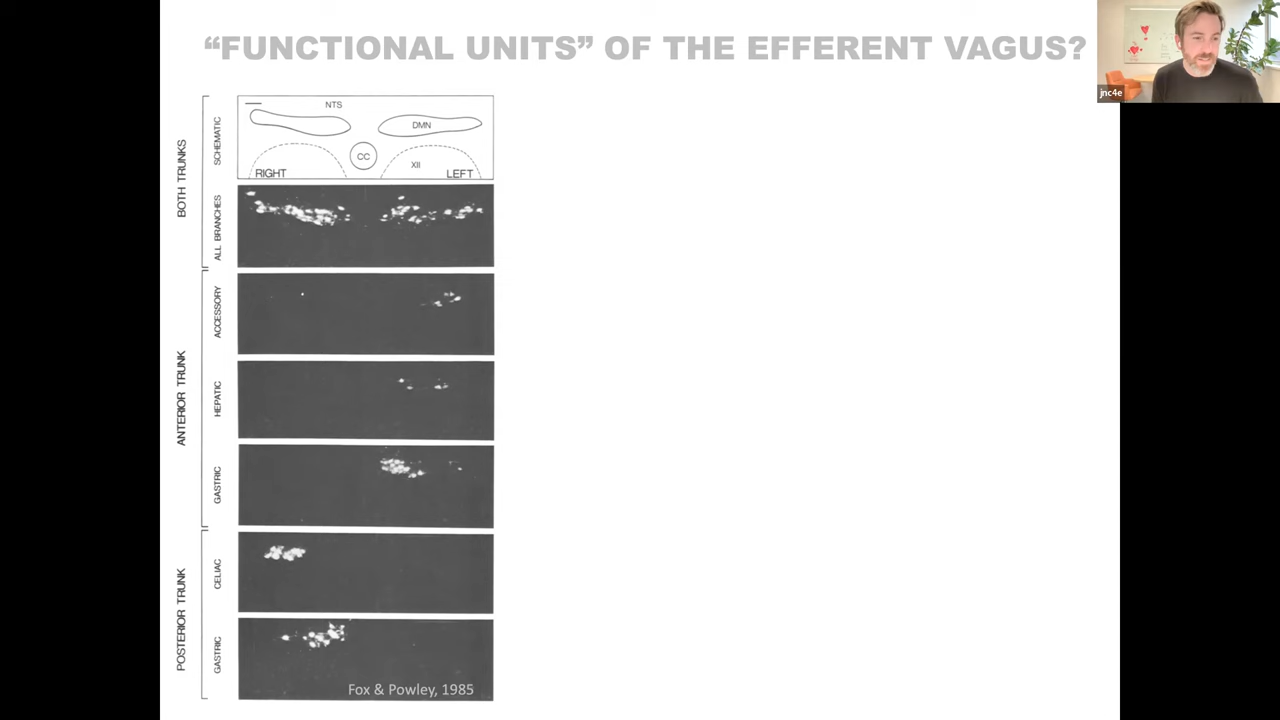 “FUNCTIONAL UNITS” OF THE EFFERENT VAGUS?
jnc4e
BOTH TRUNKS
SCHEMATIC
NTS
DMN
CC
XII
RIGHT
LEFT
ALL BRANCHES
ANTERIOR TRUNK
ACCESSORY
HEPATIC
GASTRIC
POSTERIOR TRUNK
CELIAC
GASTRIC
Fox & Powley, 1985